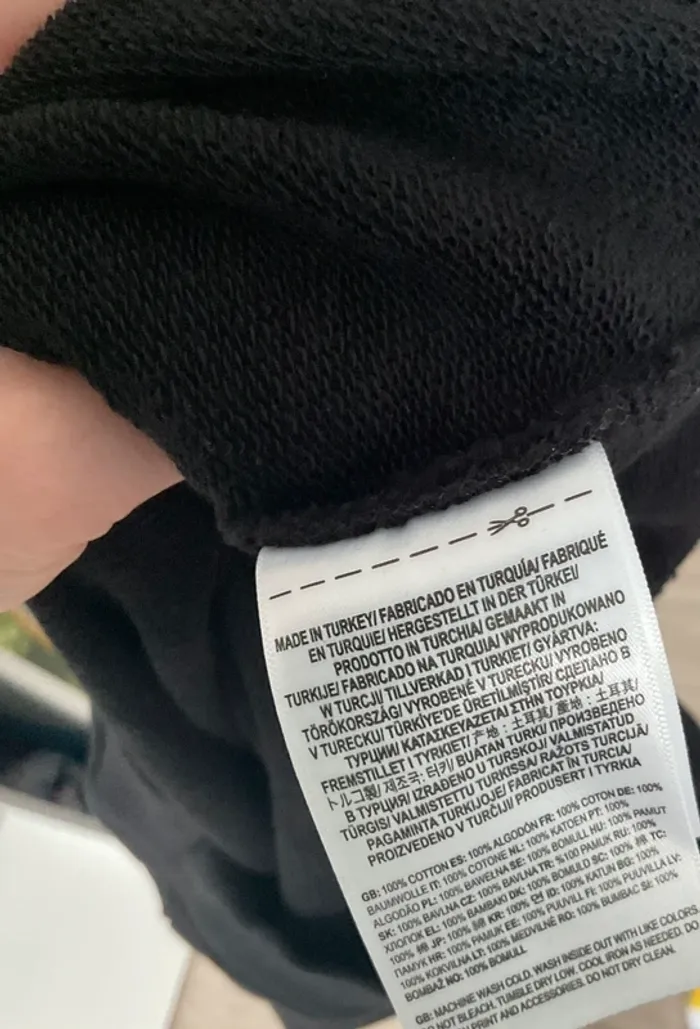 MADE IN TURKEY/ FABRICADO EN TURQUÍA/ FABRIQUÉ
EN TURQUIE/ HERGESTELLT IN DER TÜRKEI/
PRODOTTO IN TURCHIA/ GEMAAKT IN
TURKIJE/ FABRICADO NA TURQUIA/ WYPRODUKOWANO
W TURCJI/ TILLVERKAD I TURKIET/ GYÁRTVA:
TÖRÖKORSZÁG/ VYROBENÉ V TURECKU/ VYROBENO
V TURECKU/ TÜRKİYE'DE ÜRETİLMİŞTİR/ СДЕЛАНО В
ТУРЦИИ/ ΚΑΤΑΣΚΕΥΑΖΕΤΑΙ ΣΤΗΝ ΤΟΥΡΚΙΑ/
FREMSTILLET I TYRKIET/ 产地：土耳其/ 產地：土耳其/
トルコ製/ 제조국: 터키/ BUATAN TURKI/ ПРОИЗВЕДЕНО
В ТУРЦИЯ/ IZRAĐENO U TURSKOJ/ VALMISTATUD
TÜRGIS/ VALMISTETTU TURKISSA/ RAŽOTS TURCIJĀ/
PAGAMINTA TURKIJOJE/ FABRICAT ÎN TURCIA/
PROIZVEDENO V TURČIJI/ PRODUSERT I TYRKIA
GB: 100% COTTON ES: 100% ALGODÓN FR: 100% COTON DE: 100%
BAUMWOLLE IT: 100% COTONE NL: 100% KATOEN PT: 100%
ALGODÃO PL: 100% BAWEŁNA SE: 100% BOMULL HU: 100% PAMUT
SK: 100% BAVLNA CZ: 100% BAVLNA TR: %100 PAMUK RU: 100%
ХЛОПОК EL: 100% ΒΑΜΒΑΚΙ DK: 100% BOMULD SC: 100% 棉 TC:
100% 棉 JP: 100% 綿 KR: 100% 면 ID: 100% KATUN BG: 100%
ПАМУК HR: 100% PAMUK EE: 100% PUUVILL FI: 100% PUUVILLA LV:
100% KOKVILNA LT: 100% MEDVILNĖ RO: 100% BUMBAC SI: 100%
BOMBAŽ NO: 100% BOMULL
GB: MACHINE WASH COLD. WASH INSIDE OUT WITH LIKE COLORS.
DO NOT BLEACH. TUMBLE DRY LOW. COOL IRON AS NEEDED. DO
PRINT AND ACCESSORIES. DO NOT DRY CLEAN.